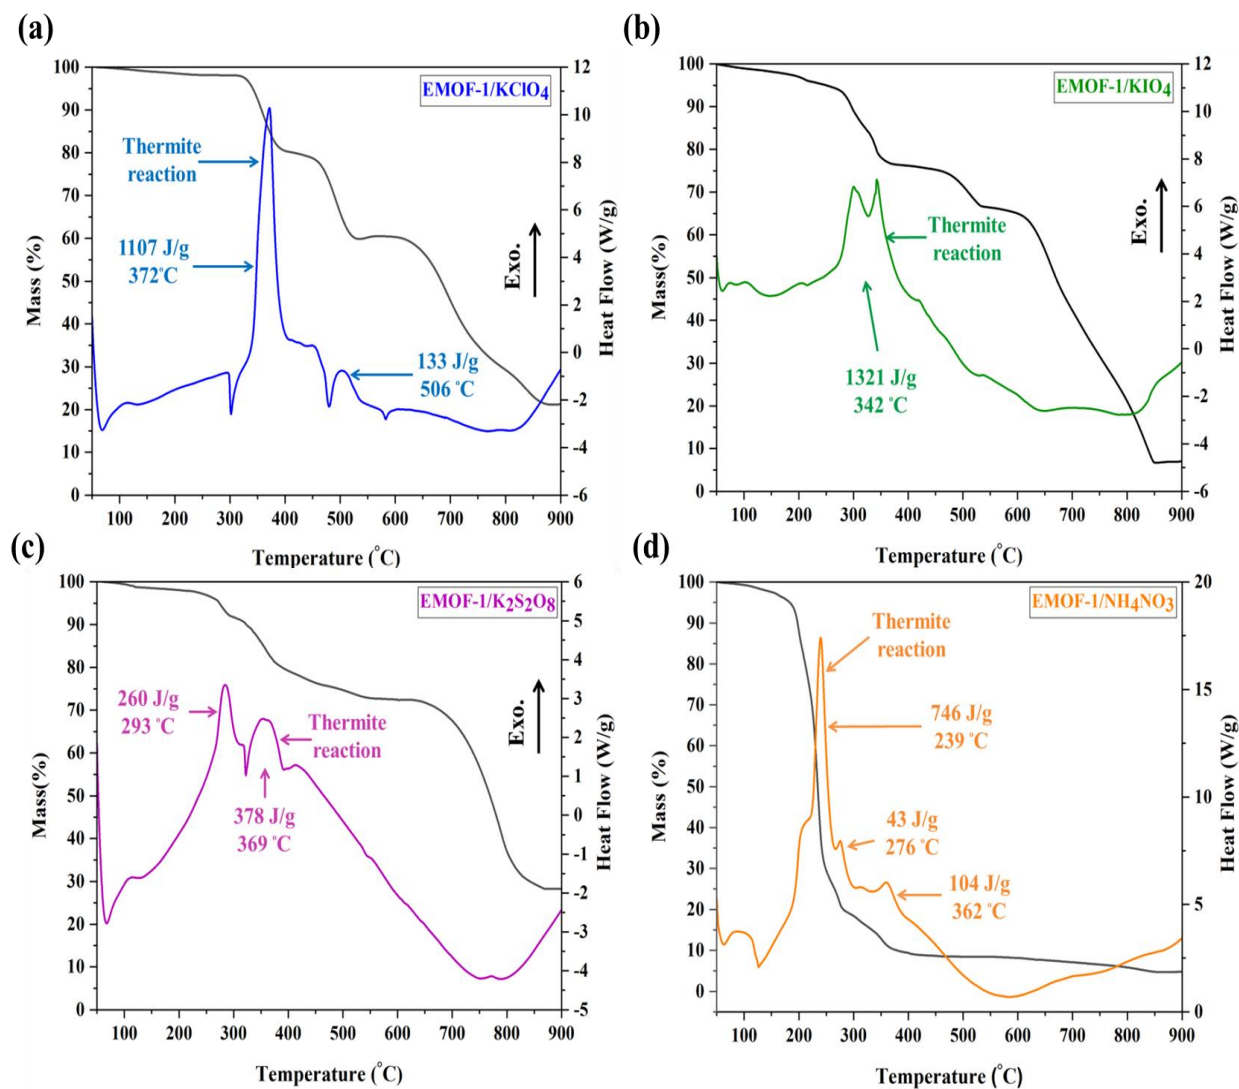 (a)
EMOF-1/KClO4
Thermite
reaction
1107 J/g
372°C
133 J/g
506 °C
Exo.
Mass (%)
Heat Flow (W/g)
100
90
80
70
60
50
40
30
20
10
0
12
10
8
6
4
2
0
-2
-4
-6
100 200 300 400 500 600 700 800 900
Temperature (°C)
(b)
EMOF-1/KIO4
Thermite
reaction
1321 J/g
342 °C
Exo.
Mass(%)
Heat Flow (W/g)
100
90
80
70
60
50
40
30
20
10
0
12
10
8
6
4
2
0
-2
-4
-6
100 200 300 400 500 600 700 800 900
Temperature (°C)
(c)
EMOF-1/K2S2O8
260 J/g
293 °C
Thermite
reaction
378 J/g
369 °C
Exo.
Mass(%)
Heat Flow (W/g)
100
90
80
70
60
50
40
30
20
10
0
6
5
4
3
2
1
0
-1
-2
-3
-4
-5
100 200 300 400 500 600 700 800 900
Temperature (°C)
(d)
EMOF-1/NH4NO3
Thermite
reaction
746 J/g
239 °C
43 J/g
276 °C
104 J/g
362 °C
Mass (%)
Heat Flow (W/g)
100
90
80
70
60
50
40
30
20
10
0
20
15
10
5
0
100 200 300 400 500 600 700 800 900
Temperature (°C)